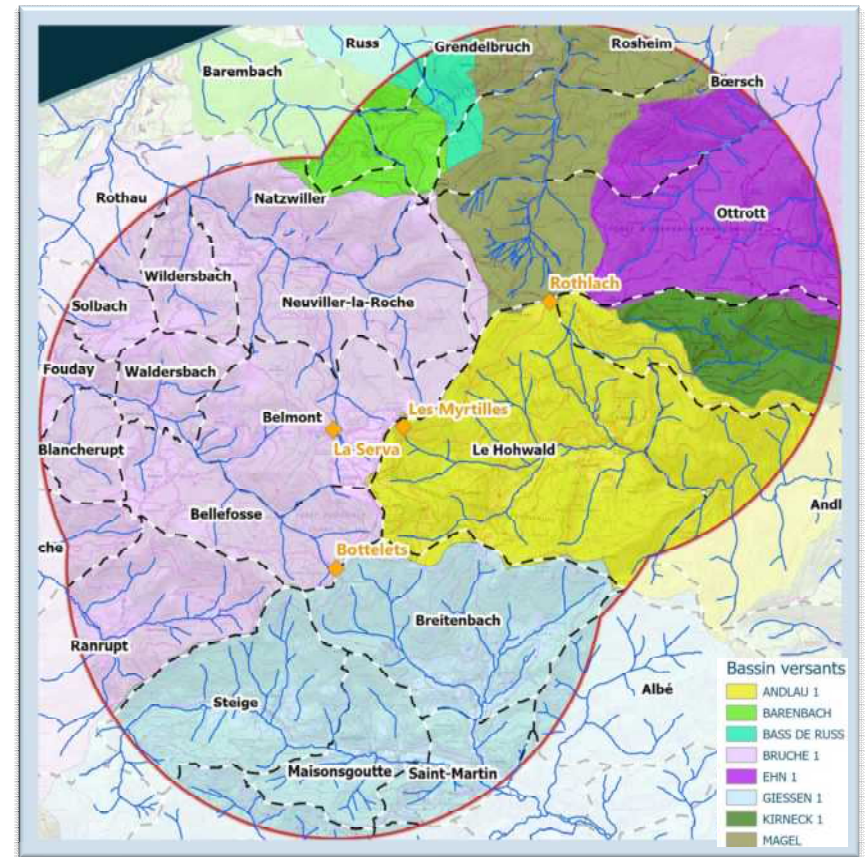 Russ
Grendelbruch
Rosheim
Barembach
Bœrsch
Rothau
Natzwiller
Ottrott
Wildersbach
Rothlach
Solbach
Neuviller-la-Roche
Fouday
Waldersbach
Les Myrtilles
Belmont
La Serva
Le Hohwald
Blancherupt
Bellefosse
Andl
che
Bottelets
Breitenbach
Ranrupt
Albé
Steige
Maisonsgoutte
Saint-Martin
Bassin versants
ANDLAU 1
BARENBACH
BASS DE RUSS
BRUCHE 1
EHN 1
GIESSEN 1
KIRNECK 1
MAGEL